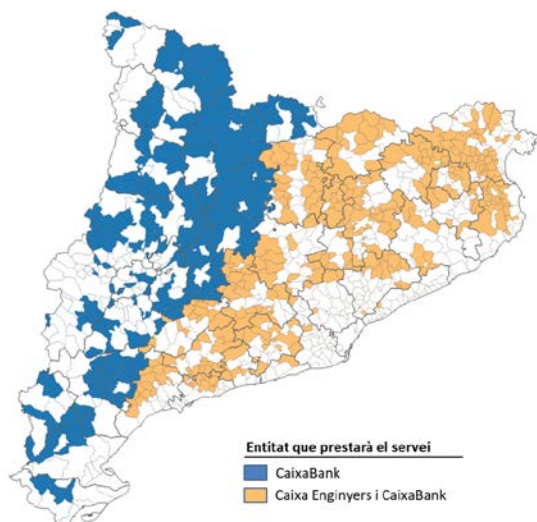 Entitat que prestarà el servei
CaixaBank
Caixa Enginyers i CaixaBank